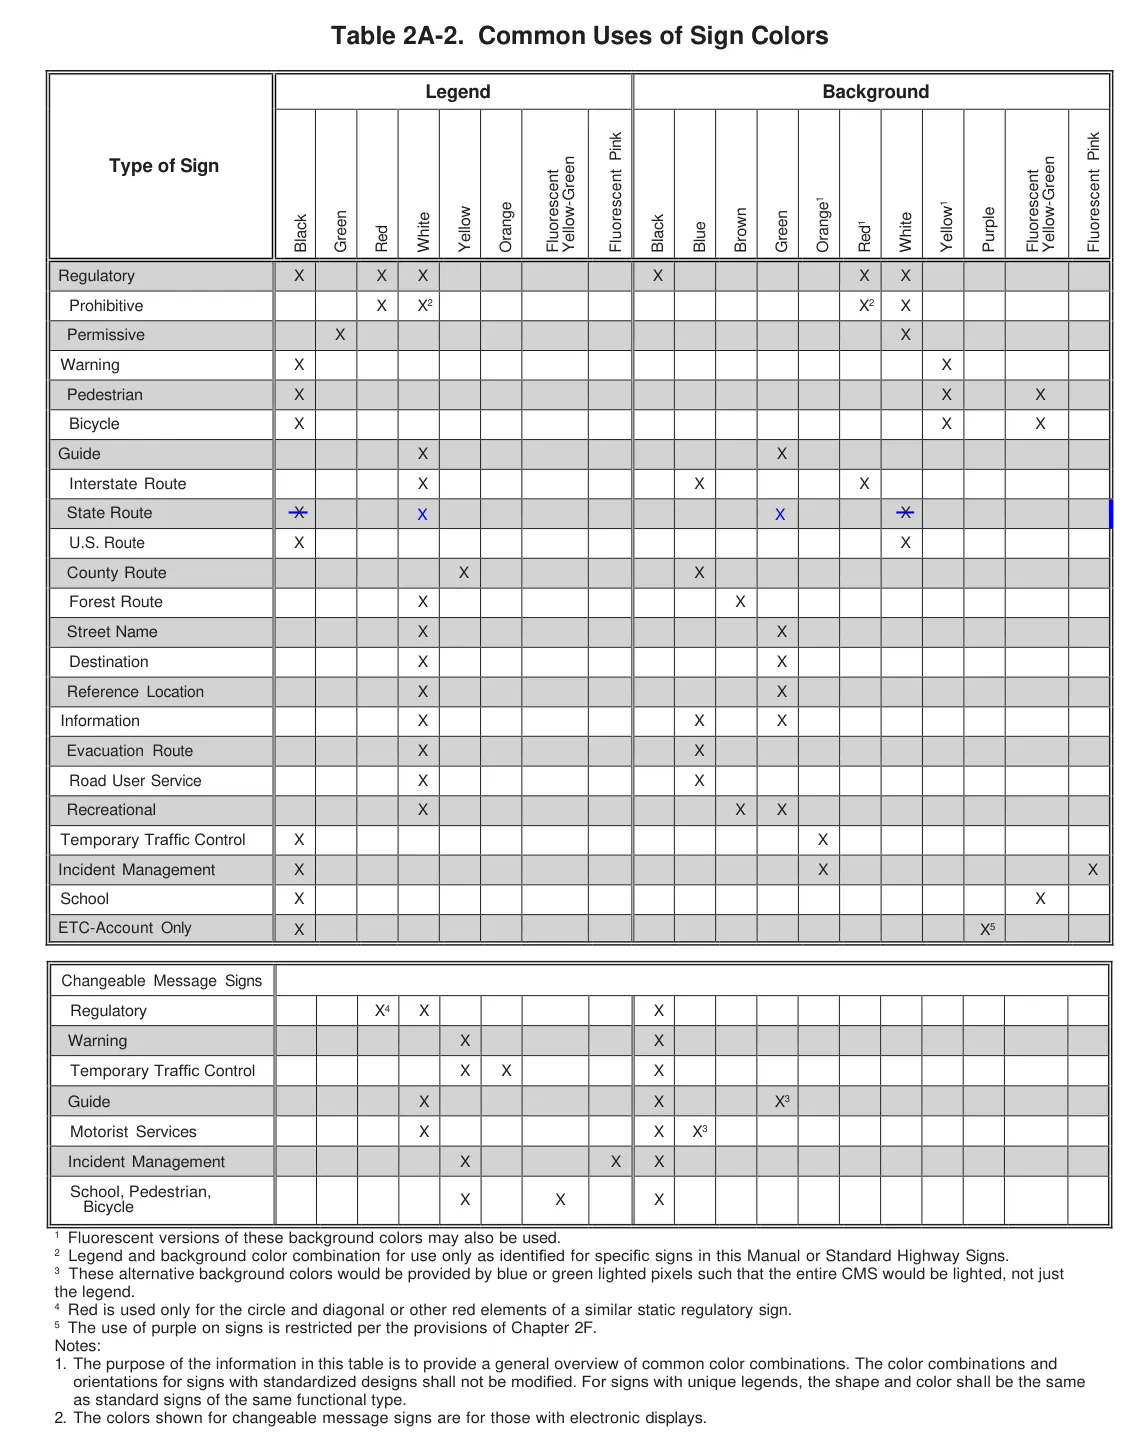 Table 2A-2. Common Uses of Sign Colors
Type of Sign
Legend
Background
Black
Green
Red
White
Yellow
Orange
Fluorescent
Yellow-Green
Fluorescent Pink
Black
Blue
Brown
Green
Orange¹
Red¹
White
Yellow¹
Purple
Fluorescent
Yellow-Green
Fluorescent Pink
Regulatory X X X X X X
Prohibitive X X² X² X
Permissive X X
Warning X X
Pedestrian X X X
Bicycle X X X
Guide X X
Interstate Route X X X
State Route X X X X
U.S. Route X X
County Route X X
Forest Route X X
Street Name X X
Destination X X
Reference Location X X
Information X X X
Evacuation Route X X
Road User Service X X
Recreational X X X
Temporary Traffic Control X X
Incident Management X X X
School X X
ETC-Account Only X X⁵
Changeable Message Signs
Regulatory X⁴ X X
Warning X X
Temporary Traffic Control X X X
Guide X X X³
Motorist Services X X X³
Incident Management X X X
School, Pedestrian,
Bicycle X X X
¹ Fluorescent versions of these background colors may also be used.
² Legend and background color combination for use only as identified for specific signs in this Manual or Standard Highway Signs.
³ These alternative background colors would be provided by blue or green lighted pixels such that the entire CMS would be lighted, not just
the legend.
⁴ Red is used only for the circle and diagonal or other red elements of a similar static regulatory sign.
⁵ The use of purple on signs is restricted per the provisions of Chapter 2F.
Notes:
1. The purpose of the information in this table is to provide a general overview of common color combinations. The color combinations and
orientations for signs with standardized designs shall not be modified. For signs with unique legends, the shape and color shall be the same
as standard signs of the same functional type.
2. The colors shown for changeable message signs are for those with electronic displays.